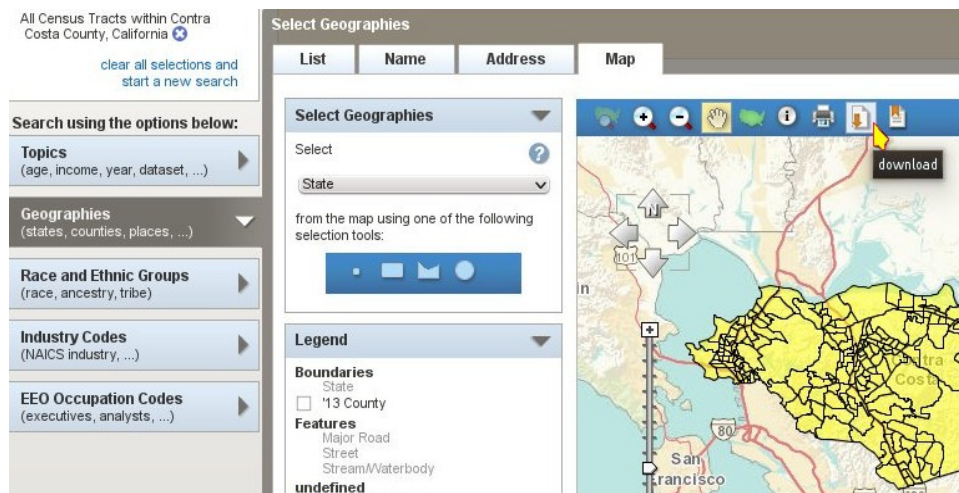 All Census Tracts within Contra
Costa County, California
clear all selections and
start a new search
Search using the options below:
Topics
(age, income, year, dataset, ...)
Geographies
(states, counties, places, ...)
Race and Ethnic Groups
(race, ancestry, tribe)
Industry Codes
(NAICS industry, ...)
EEO Occupation Codes
(executives, analysts, ...)
Select Geographies
List
Name
Address
Map
Select Geographies
Select
?
State
from the map using one of the following
selection tools:
Legend
Boundaries
State
'13 County
Features
Major Road
Street
Stream/Waterbody
undefined
download
N
101
in
Contra
Costa
80
San
Francisco